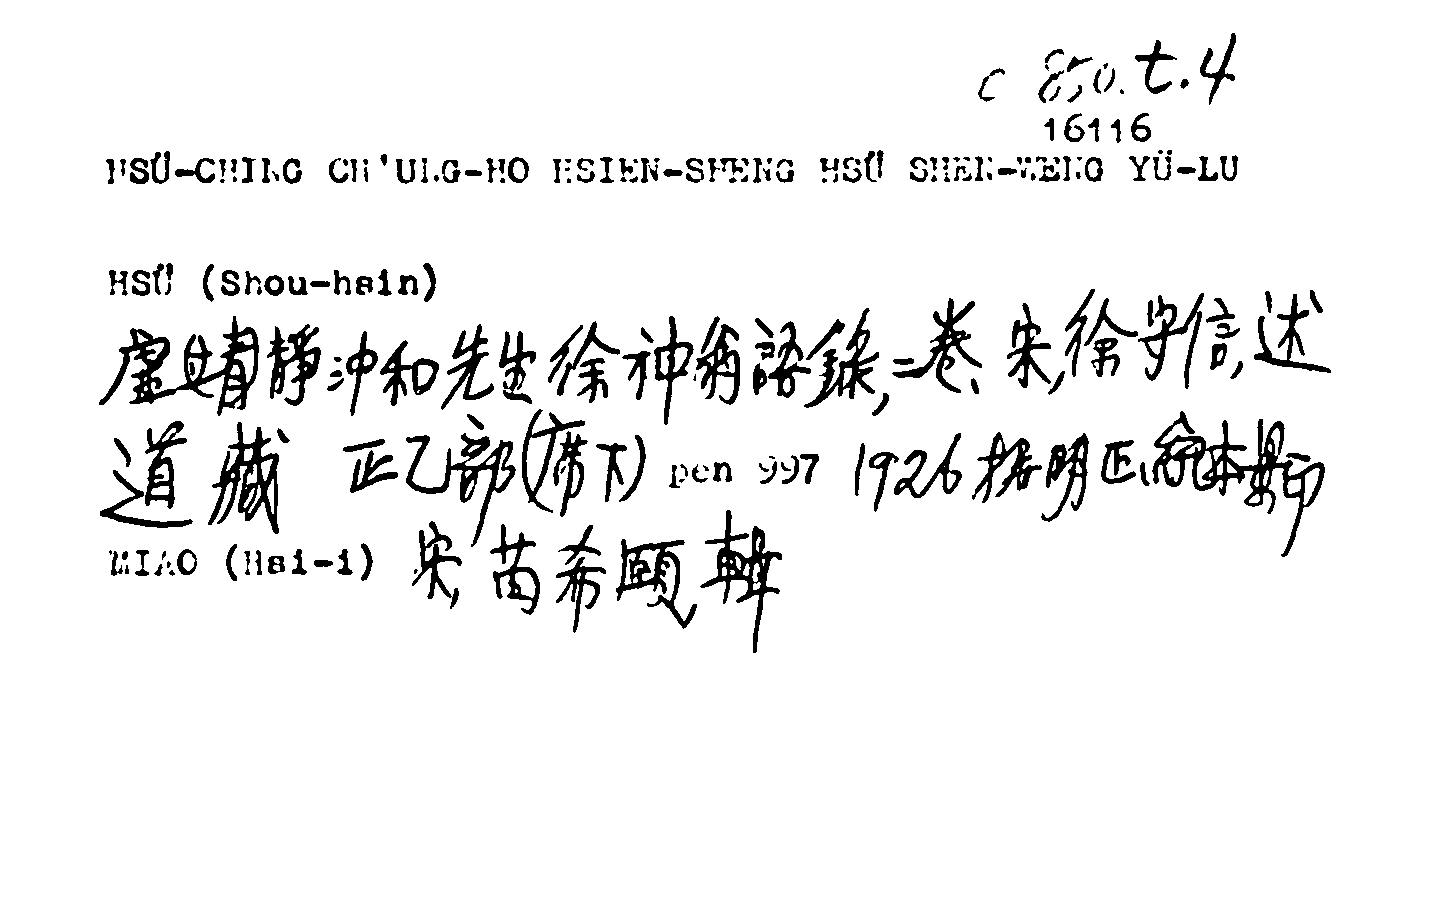 C 850.t.4
16116
HSÜ-CHING CH'UNG-HO HSIEN-SHENG HSÜ SHEN-WENG YÜ-LU
HSÜ (Shou-hsin)
虛靜沖和先生徐神翁語錄,二卷、宋,徐守信,述
道藏 正乙部(席下) pen 997 1926 據明正統本景印
MIAO (Hsi-i) 宋,苗希頤,輯